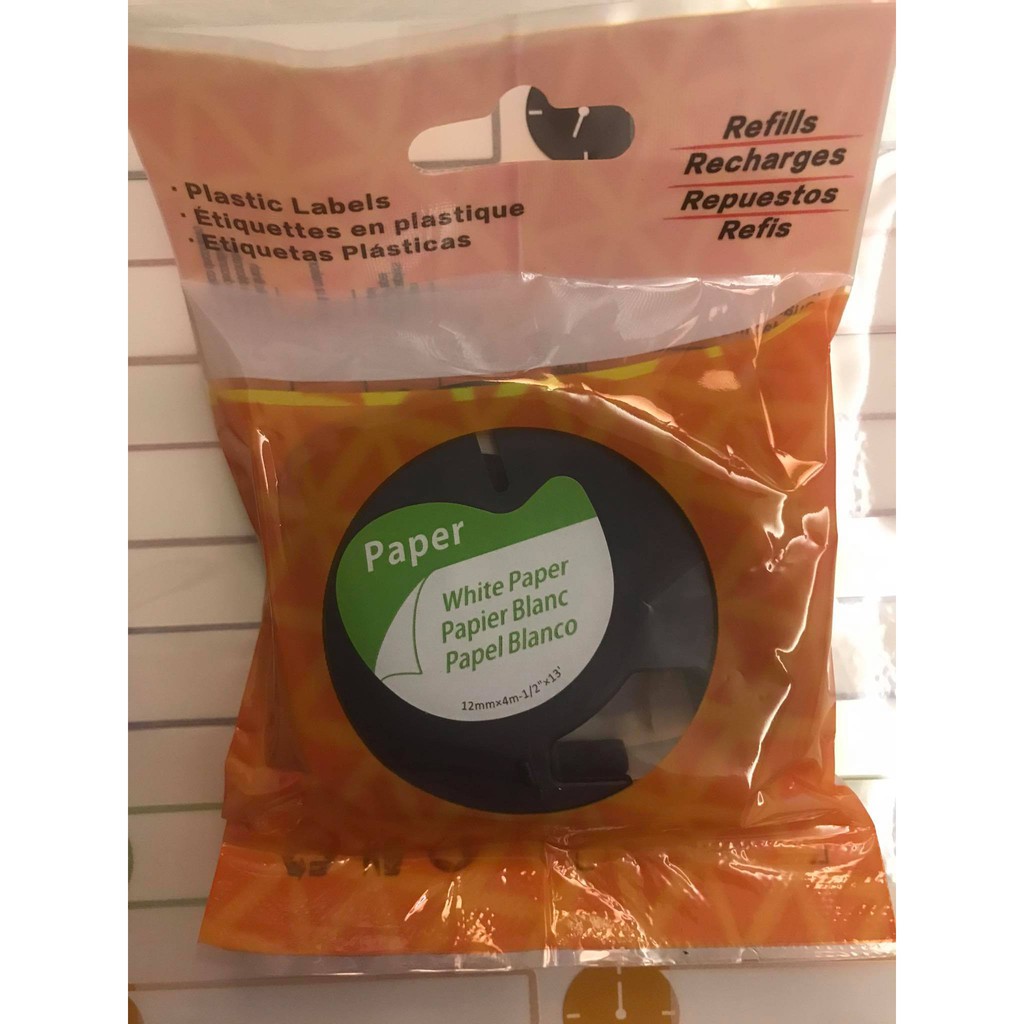 · Plastic Labels
· Étiquettes en plastique
· Etiquetas Plásticas
Refills
Recharges
Repuestos
Refis
Paper
White Paper
Papier Blanc
Papel Blanco
12mm×4m-1/2"×13'